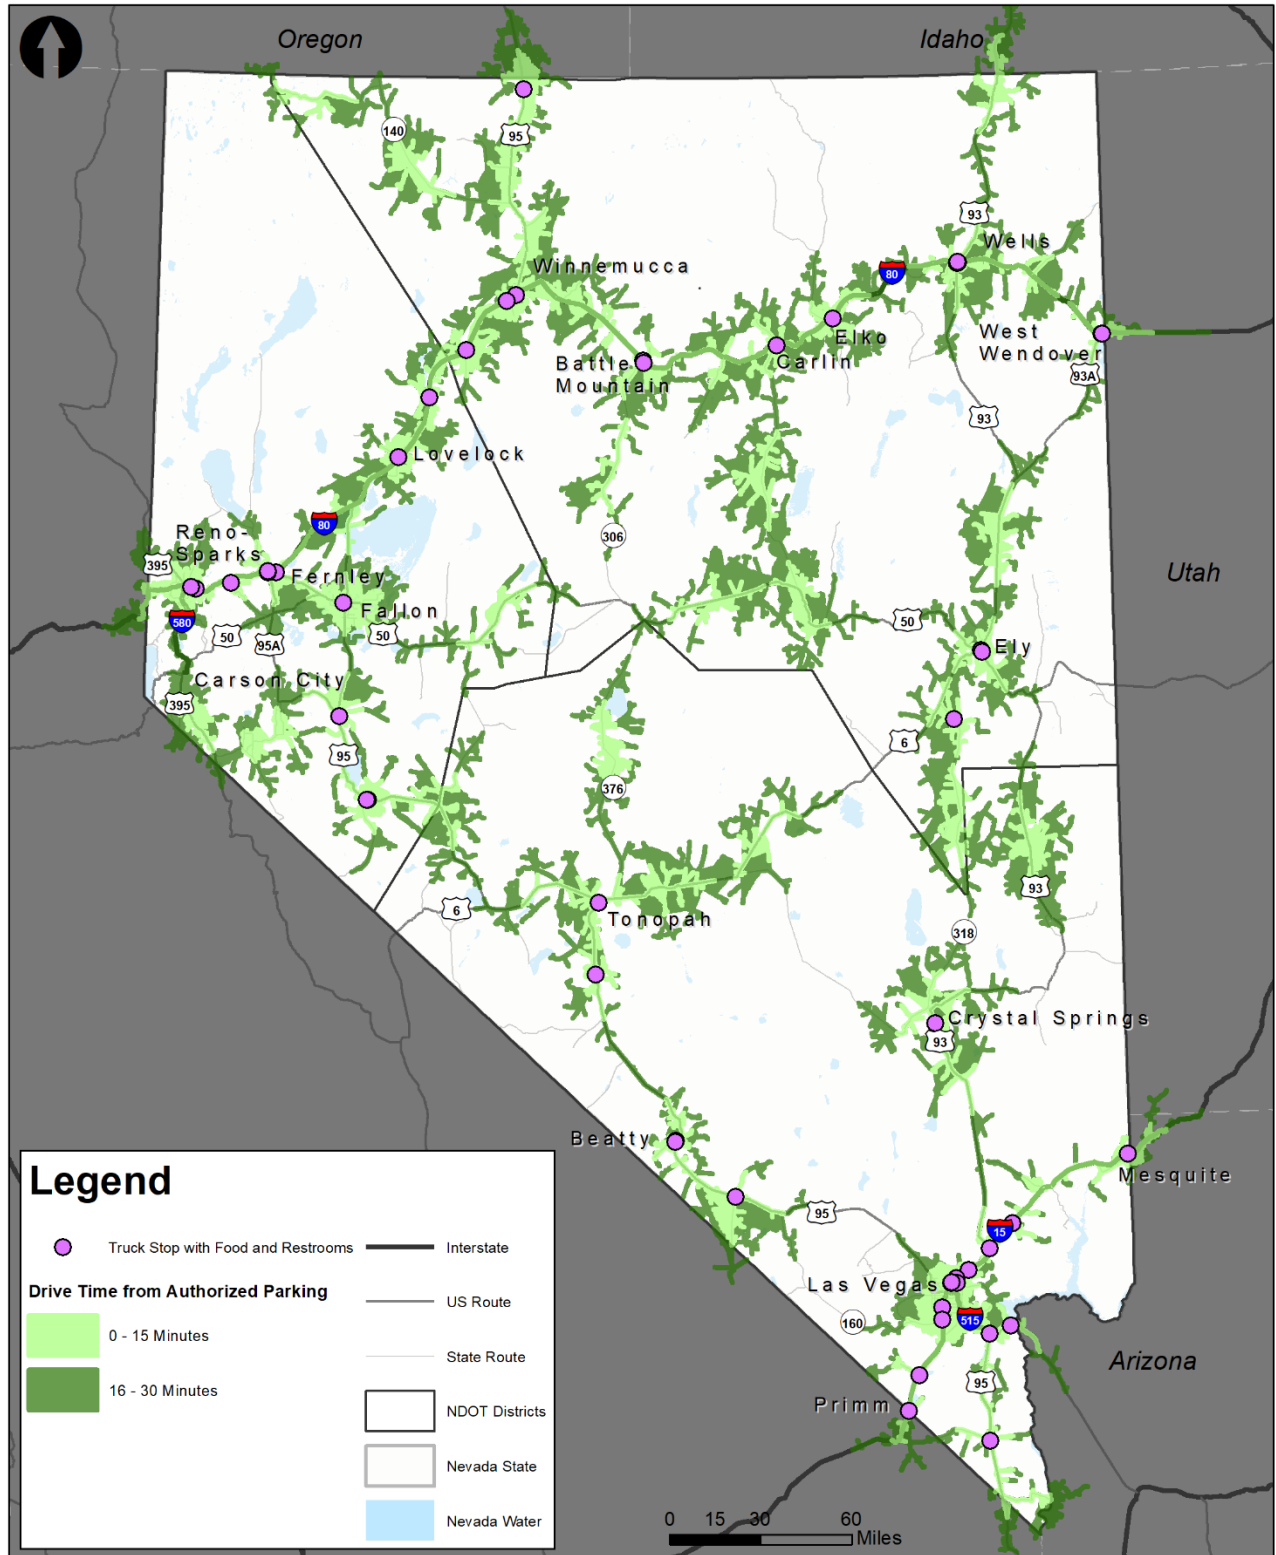 Oregon
Idaho
140
95
93
Wells
Winnemucca
80
Elko
West
Wendover
Carlin
Battle
Mountain
93A
93
Lovelock
80
306
Reno-
Sparks
395
Fernley
Utah
Fallon
580
50
95A
50
50
Ely
Carson City
395
95
6
376
93
6
Tonopah
318
Crystal Springs
93
Beatty
Mesquite
95
15
Las Vegas
160
515
Arizona
95
Primm
Legend
Truck Stop with Food and Restrooms
Drive Time from Authorized Parking
0 - 15 Minutes
16 - 30 Minutes
Interstate
US Route
State Route
NDOT Districts
Nevada State
Nevada Water
0 15 30 60
Miles